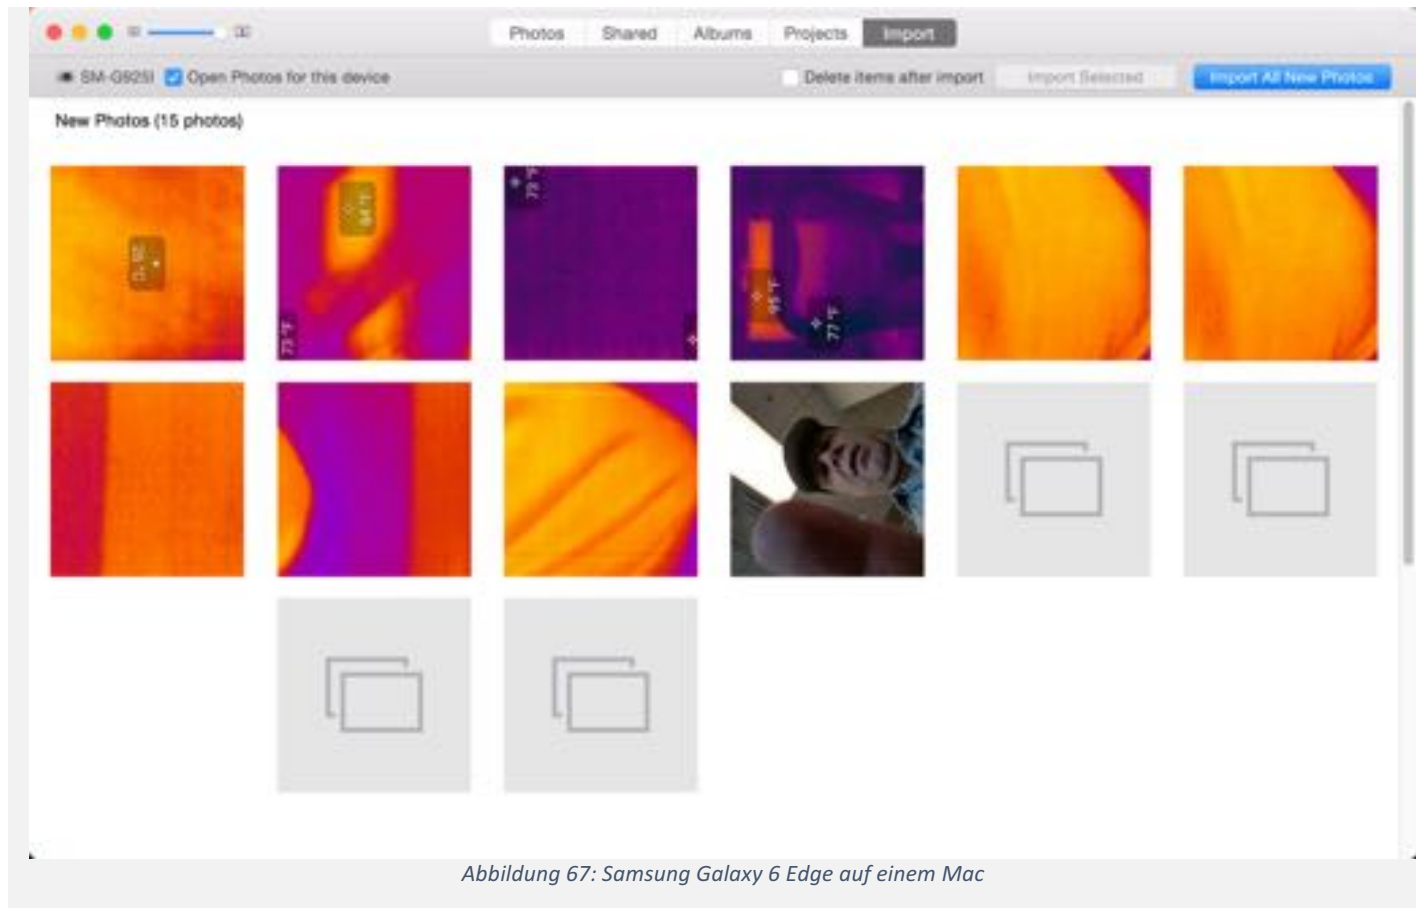 Photos Shared Albums Projects Import
SM-G925I Open Photos for this device Delete items after import Import Selected Import All New Photos
New Photos (15 photos)
73 °F
84 °F
73 °F
95 °F
77 °F
Abbildung 67: Samsung Galaxy 6 Edge auf einem Mac